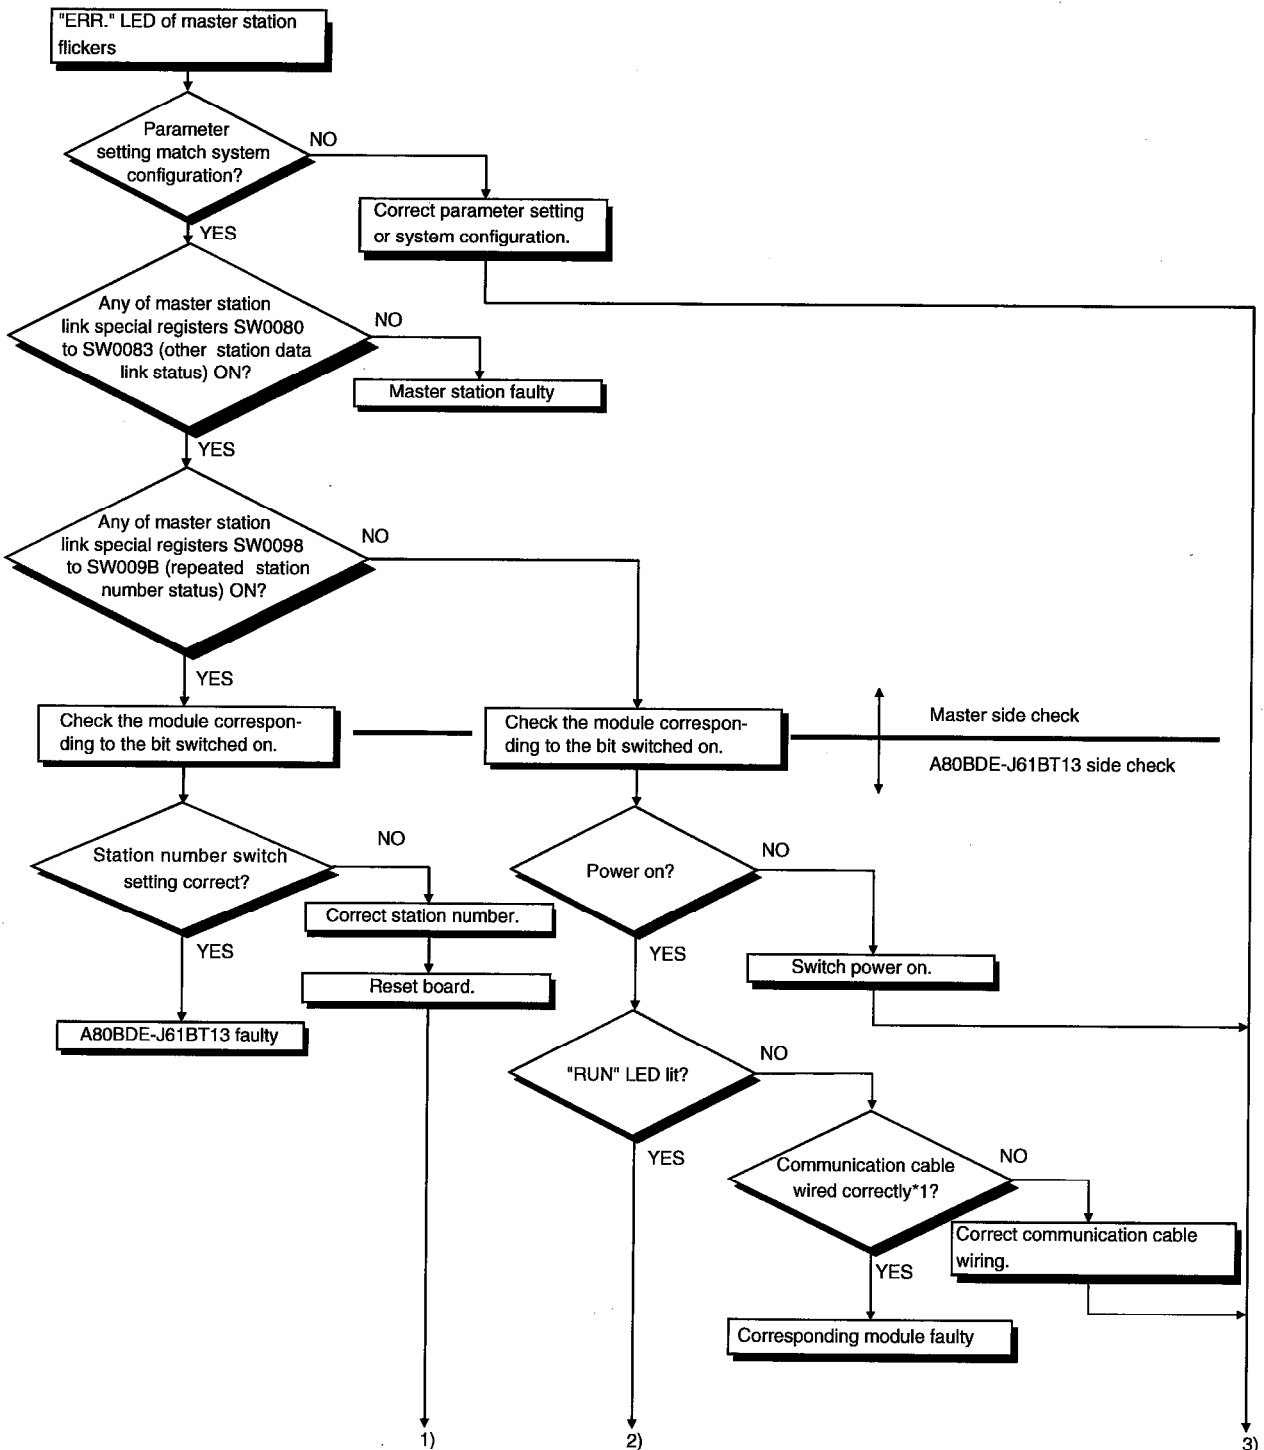 "ERR." LED of master station
flickers
Parameter
setting match system
configuration?
NO
Correct parameter setting
or system configuration.
YES
Any of master station
link special registers SW0080
to SW0083 (other station data
link status) ON?
NO
Master station faulty
YES
Any of master station
link special registers SW0098
to SW009B (repeated station
number status) ON?
NO
YES
Check the module correspon-
ding to the bit switched on.
Check the module correspon-
ding to the bit switched on.
Master side check
A80BDE-J61BT13 side check
Station number switch
setting correct?
NO
Correct station number.
Reset board.
YES
A80BDE-J61BT13 faulty
Power on?
NO
Switch power on.
YES
"RUN" LED lit?
NO
YES
Communication cable
wired correctly*1?
NO
Correct communication cable
wiring.
YES
Corresponding module faulty
1)
2)
3)